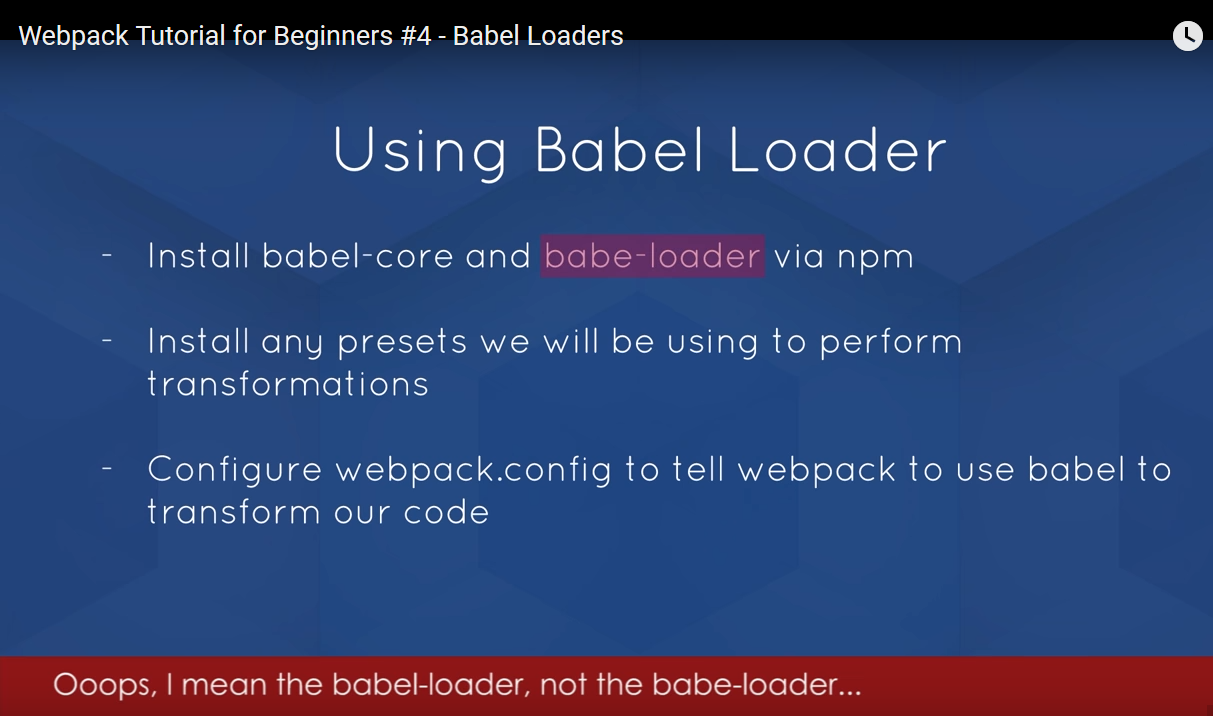 Webpack Tutorial for Beginners #4 - Babel Loaders
Using Babel Loader
- Install babel-core and babe-loader via npm
- Install any presets we will be using to perform
transformations
- Configure webpack.config to tell webpack to use babel to
transform our code
Ooops, I mean the babel-loader, not the babe-loader...